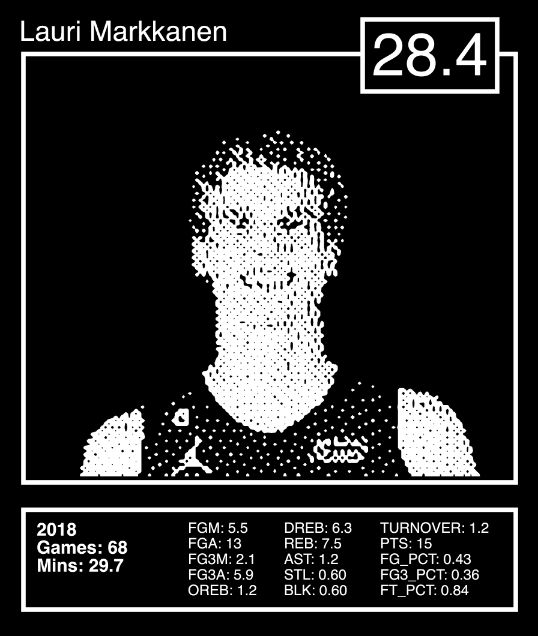 Lauri Markkanen
28.4
2018
Games: 68
Mins: 29.7
FGM: 5.5
FGA: 13
FG3M: 2.1
FG3A: 5.9
OREB: 1.2
DREB: 6.3
REB: 7.5
AST: 1.2
STL: 0.60
BLK: 0.60
TURNOVER: 1.2
PTS: 15
FG_PCT: 0.43
FG3_PCT: 0.36
FT_PCT: 0.84